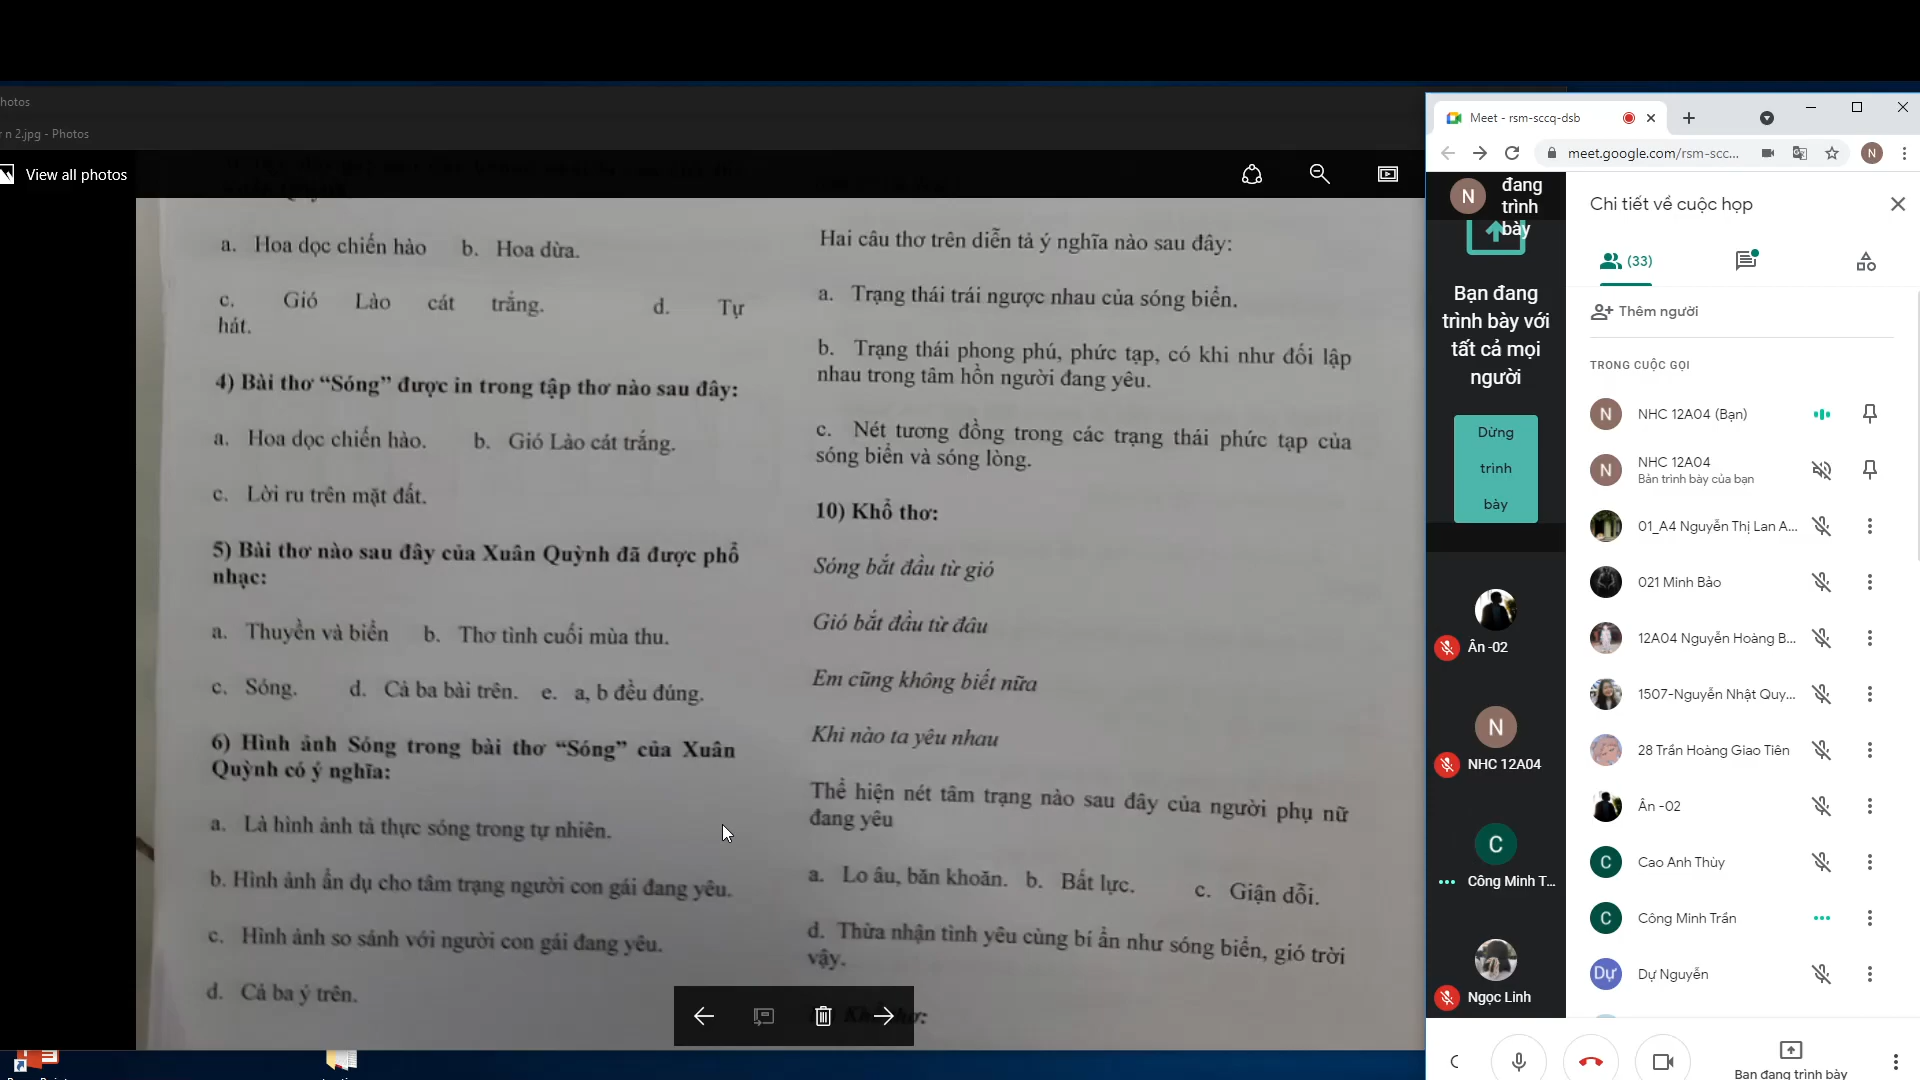 hotos
n 2.jpg - Photos
View all photos
a. Hoa dọc chiến hào b. Hoa dừa.
c. Gió Lào cát trắng. d. Tự
hát.
4) Bài thơ “Sóng” được in trong tập thơ nào sau đây:
a. Hoa dọc chiến hào. b. Gió Lào cát trắng.
c. Lời ru trên mặt đất.
5) Bài thơ nào sau đây của Xuân Quỳnh đã được phổ
nhạc:
a. Thuyền và biển b. Thơ tình cuối mùa thu.
c. Sóng. d. Cả ba bài trên. e. a, b đều đúng.
6) Hình ảnh Sóng trong bài thơ “Sóng” của Xuân
Quỳnh có ý nghĩa:
a. Là hình ảnh tả thực sóng trong tự nhiên.
b. Hình ảnh ẩn dụ cho tâm trạng người con gái đang yêu.
c. Hình ảnh so sánh với người con gái đang yêu.
d. Cả ba ý trên.
Hai câu thơ trên diễn tả ý nghĩa nào sau đây:
a. Trạng thái trái ngược nhau của sóng biển.
b. Trạng thái phong phú, phức tạp, có khi như đối lập
nhau trong tâm hồn người đang yêu.
c. Nét tương đồng trong các trạng thái phức tạp của
sóng biển và sóng lòng.
10) Khổ thơ:
Sóng bắt đầu từ gió
Gió bắt đầu từ đâu
Em cũng không biết nữa
Khi nào ta yêu nhau
Thể hiện nét tâm trạng nào sau đây của người phụ nữ
đang yêu
a. Lo âu, băn khoăn. b. Bất lực. c. Giận dỗi.
d. Thừa nhận tình yêu cùng bí ẩn như sóng biển, gió trời
vậy.
Meet - rsm-sccq-dsb
meet.google.com/rsm-scc...
N
N
đang
trình
bày
Bạn đang
trình bày với
tất cả mọi
người
Dừng
trình
bày
Ân -02
N
NHC 12A04
C
Công Minh T...
Ngọc Linh
Chi tiết về cuộc họp
(33)
Thêm người
TRONG CUỘC GỌI
N NHC 12A04 (Bạn)
N NHC 12A04
Bản trình bày của bạn
01_A4 Nguyễn Thị Lan A...
021 Minh Bảo
12A04 Nguyễn Hoàng B...
1507-Nguyễn Nhật Quy...
28 Trần Hoàng Giao Tiên
Ân -02
C Cao Anh Thùy
C Công Minh Trần
Dự Dự Nguyễn
Bạn đang trình bày